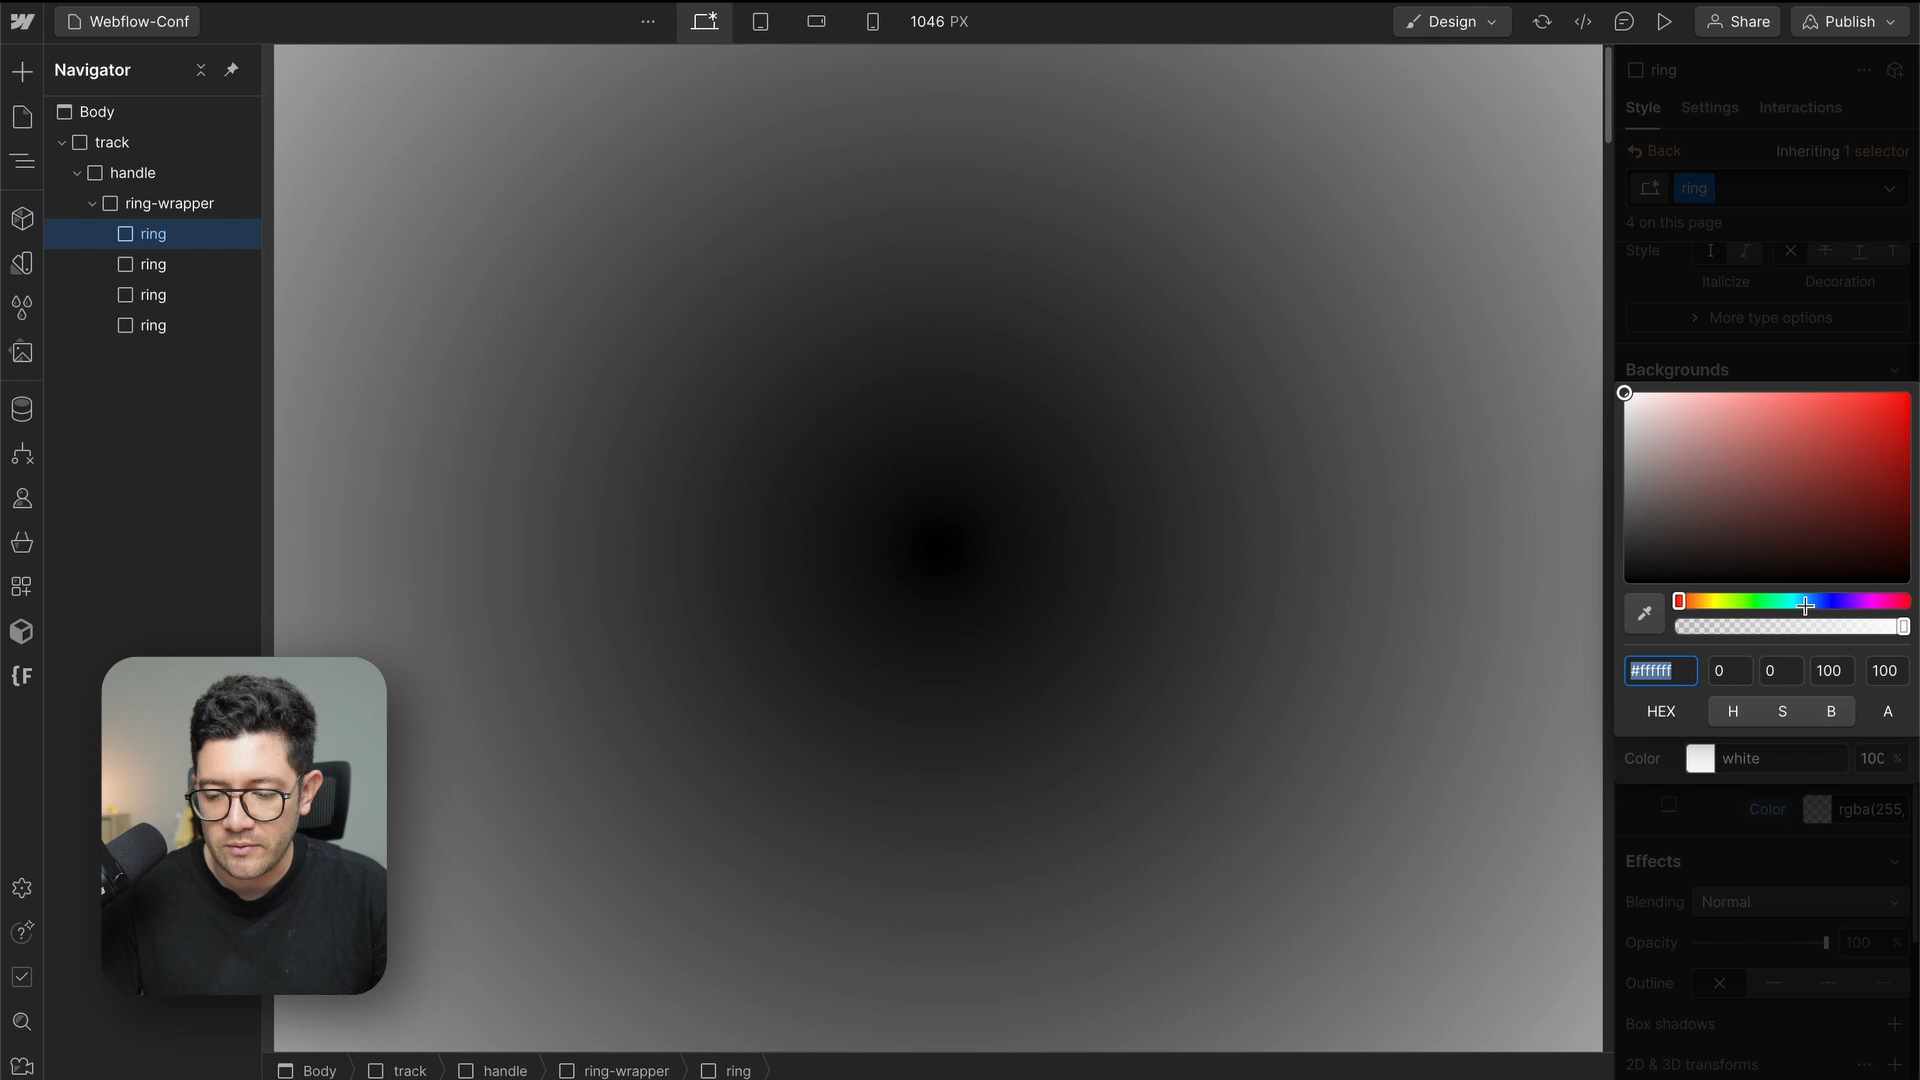 Webflow-Conf
1046 PX
Design
Share
Publish
Navigator
Body
track
handle
ring-wrapper
ring
ring
ring
ring
ring
Style
Settings
Interactions
Back
Inheriting 1 selector
ring
4 on this page
Style
Italicize
Decoration
More type options
Backgrounds
#ffffff
0
0
100
100
HEX
H
S
B
A
Color
white
100 %
Color
rgba(255,
Effects
Blending
Normal
Opacity
100 %
Outline
Box shadows
2D & 3D transforms
Body
track
handle
ring-wrapper
ring